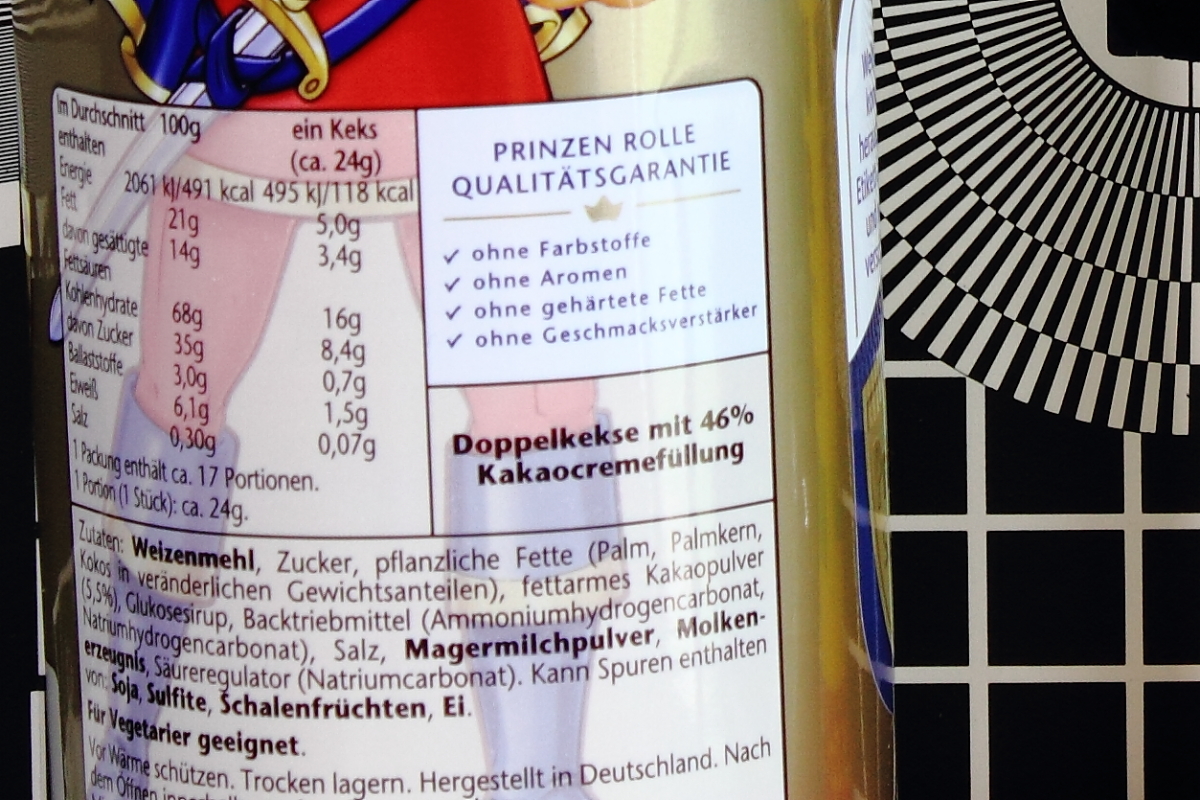 Im Durchschnitt 100g ein Keks
enthalten (ca. 24g)
Energie 2061 kJ/491 kcal 495 kJ/118 kcal
Fett 21g 5,0g
davon gesättigte 14g 3,4g
Fettsäuren
Kohlenhydrate 68g 16g
davon Zucker 35g 8,4g
Ballaststoffe 3,0g 0,7g
Eiweiß 6,1g 1,5g
Salz 0,30g 0,07g
1 Packung enthält ca. 17 Portionen.
1 Portion (1 Stück): ca. 24g.
PRINZEN ROLLE
QUALITÄTSGARANTIE
✓ ohne Farbstoffe
✓ ohne Aromen
✓ ohne gehärtete Fette
✓ ohne Geschmacksverstärker
Doppelkekse mit 46%
Kakaocremefüllung
Zutaten: Weizenmehl, Zucker, pflanzliche Fette (Palm, Palmkern,
Kokos in veränderlichen Gewichtsanteilen), fettarmes Kakaopulver
(5,5%), Glukosesirup, Backtriebmittel (Ammoniumhydrogencarbonat,
Natriumhydrogencarbonat), Salz, Magermilchpulver, Molken-
erzeugnis, Säureregulator (Natriumcarbonat). Kann Spuren enthalten
von: Soja, Sulfite, Schalenfrüchten, Ei.
Für Vegetarier geeignet.
Vor Wärme schützen. Trocken lagern. Hergestellt in Deutschland. Nach
dem Öffnen